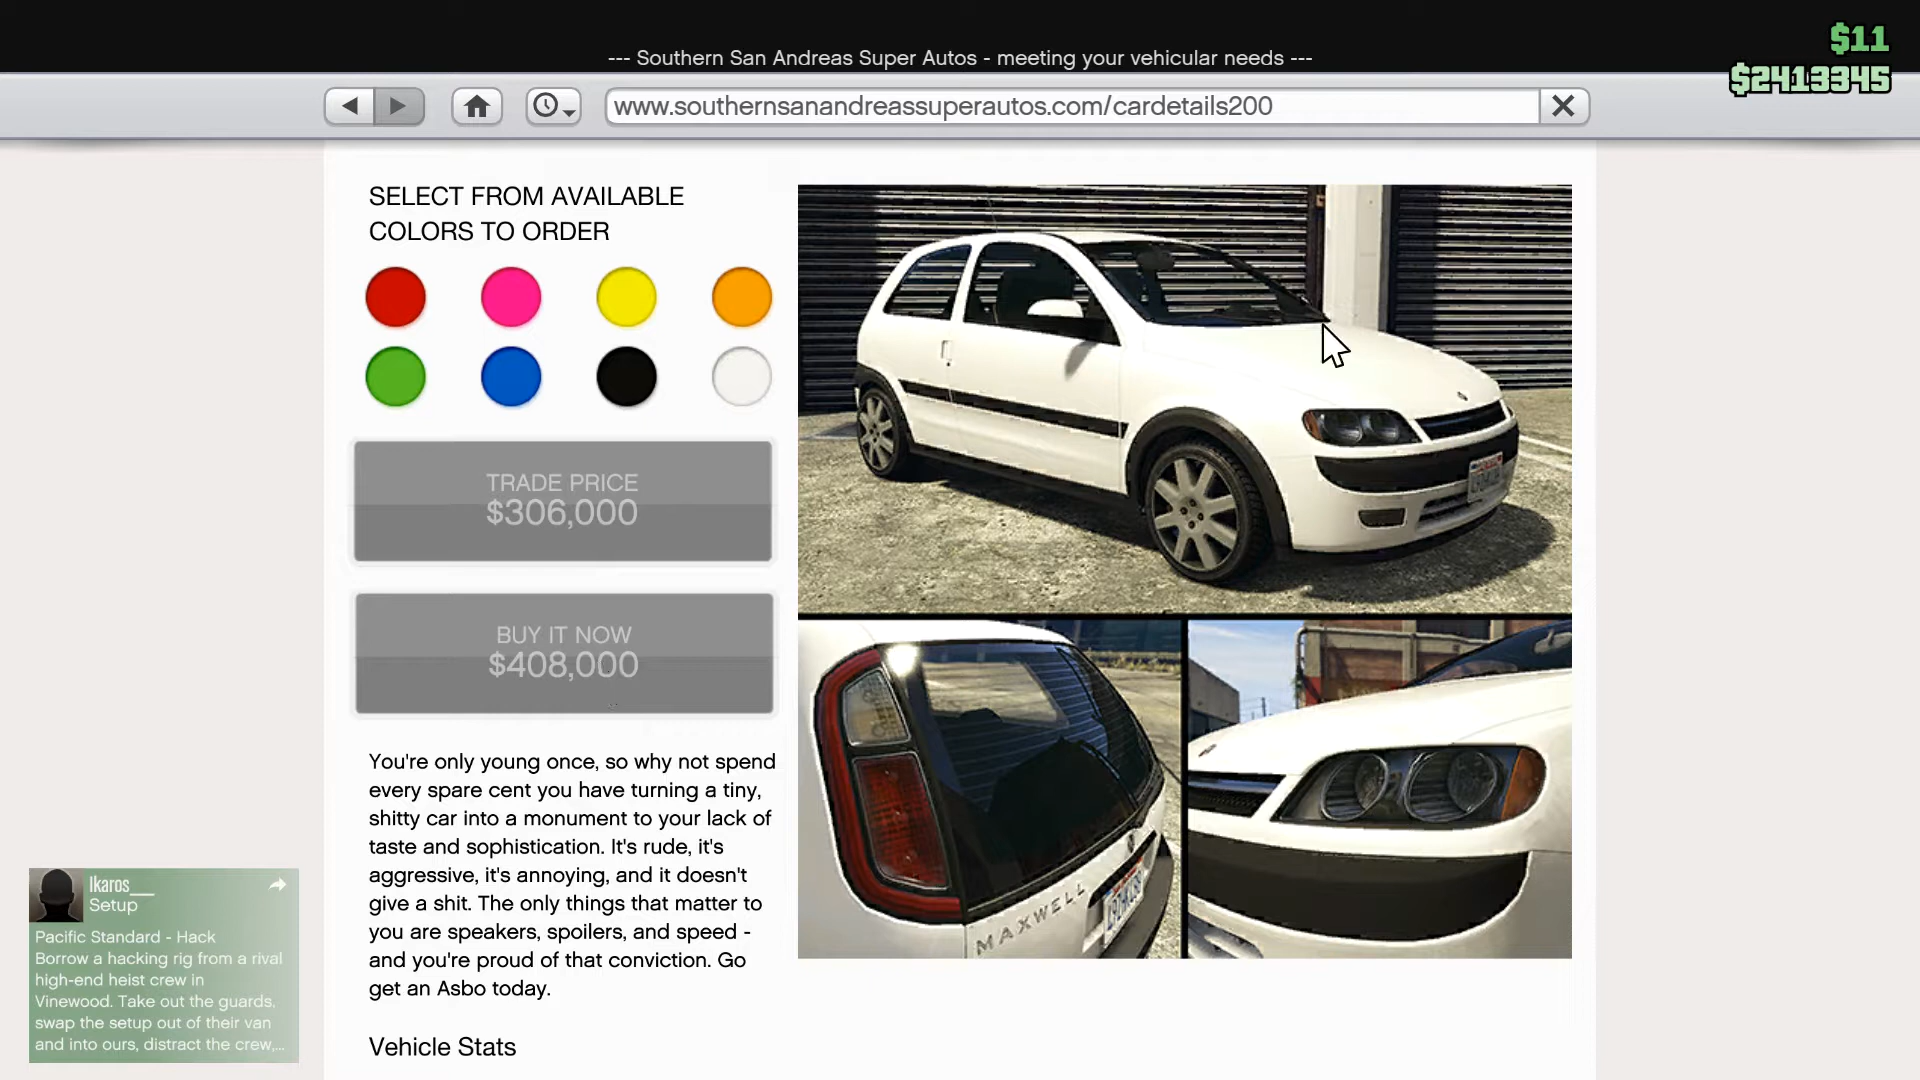 --- Southern San Andreas Super Autos - meeting your vehicular needs ---
$11
$2413345
www.southernsanandreassuperautos.com/cardetails200
SELECT FROM AVAILABLE
COLORS TO ORDER
TRADE PRICE
$306,000
BUY IT NOW
$408,000
You're only young once, so why not spend
every spare cent you have turning a tiny,
shitty car into a monument to your lack of
taste and sophistication. It's rude, it's
aggressive, it's annoying, and it doesn't
give a shit. The only things that matter to
you are speakers, spoilers, and speed -
and you're proud of that conviction. Go
get an Asbo today.
Vehicle Stats
MAXWELL
Ikaros__
Setup
Pacific Standard - Hack
Borrow a hacking rig from a rival
high-end heist crew in
Vinewood. Take out the guards,
swap the setup out of their van
and into ours, distract the crew,...